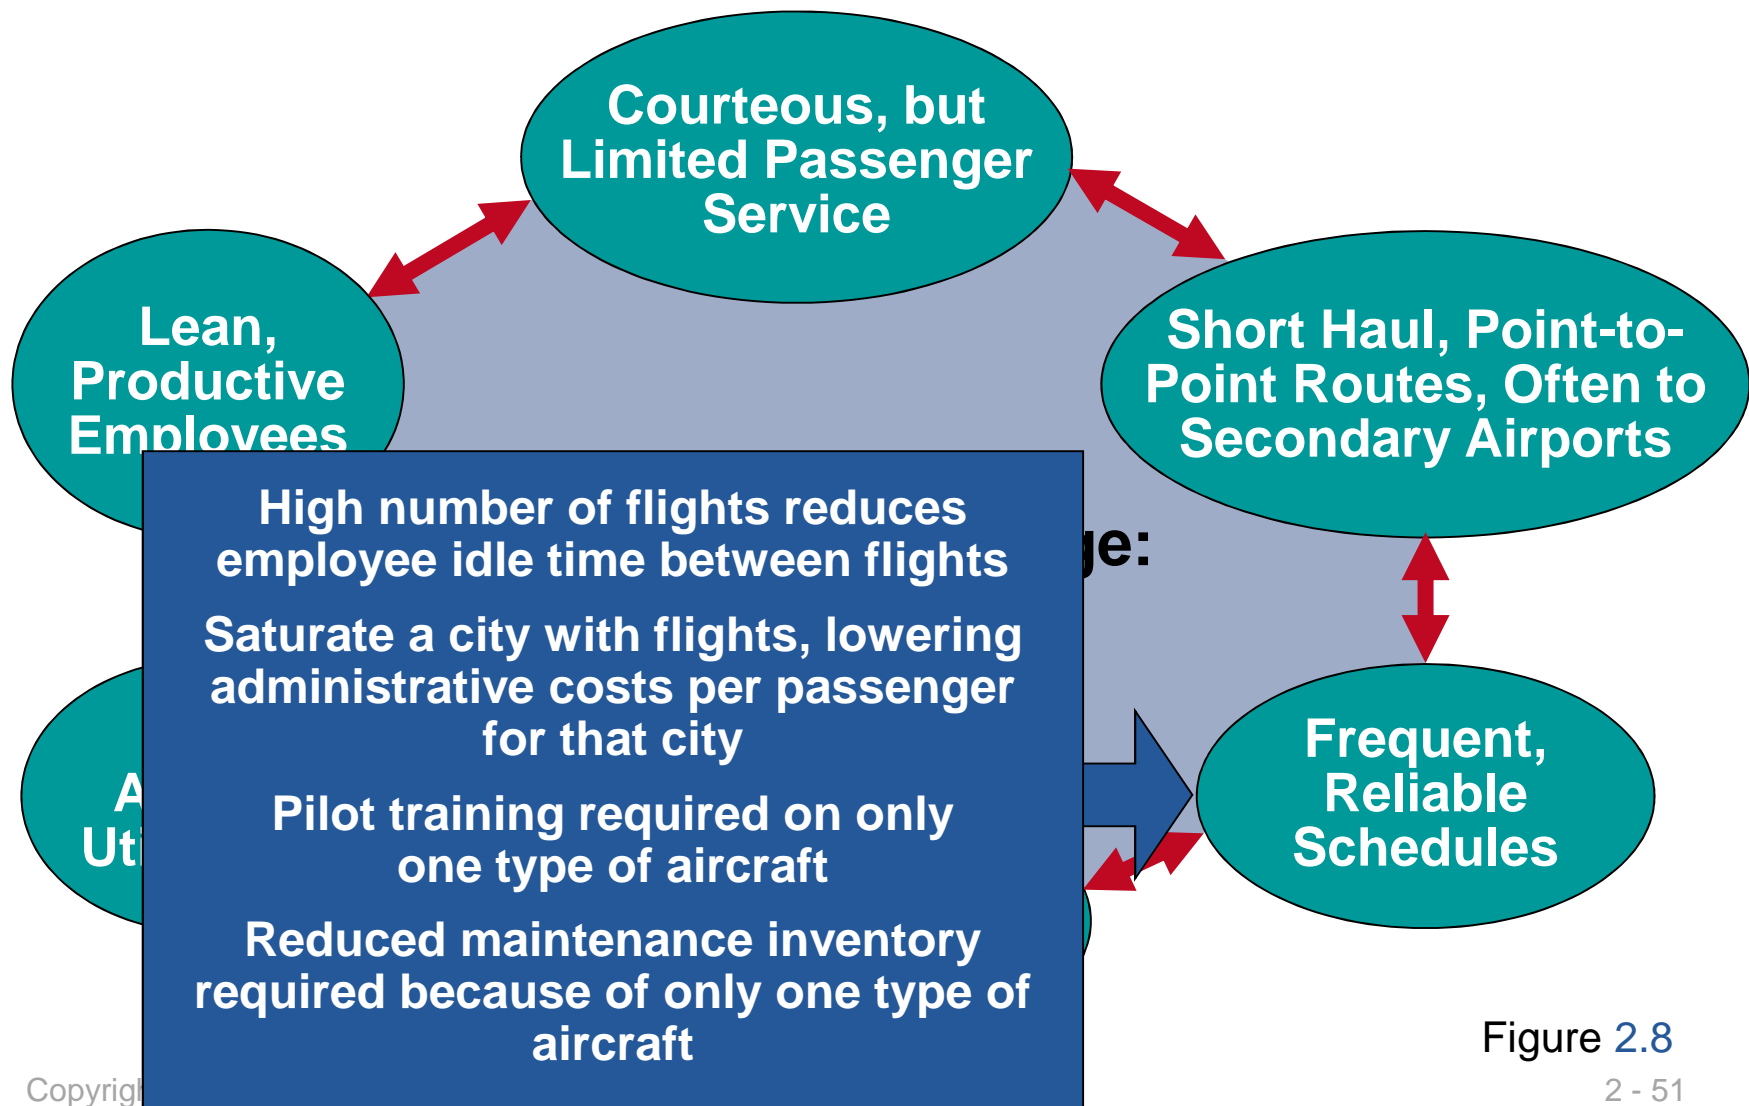 Courteous, but
Limited Passenger
Service
Lean,
Productive
Employees
Short Haul, Point-to-
Point Routes, Often to
Secondary Airports
High number of flights reduces
employee idle time between flights
Saturate a city with flights, lowering
administrative costs per passenger
for that city
Pilot training required on only
one type of aircraft
Reduced maintenance inventory
required because of only one type of
aircraft
Frequent,
Reliable
Schedules
Figure 2.8
2 - 51